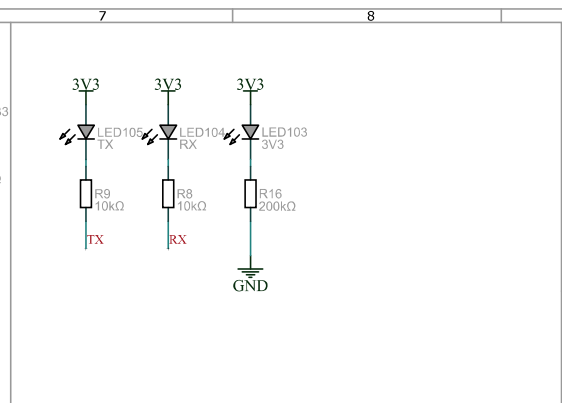 7
8
3V3
3V3
3V3
LED105
TX
LED104
RX
LED103
3V3
R9
10kΩ
R8
10kΩ
R16
200kΩ
TX
RX
GND